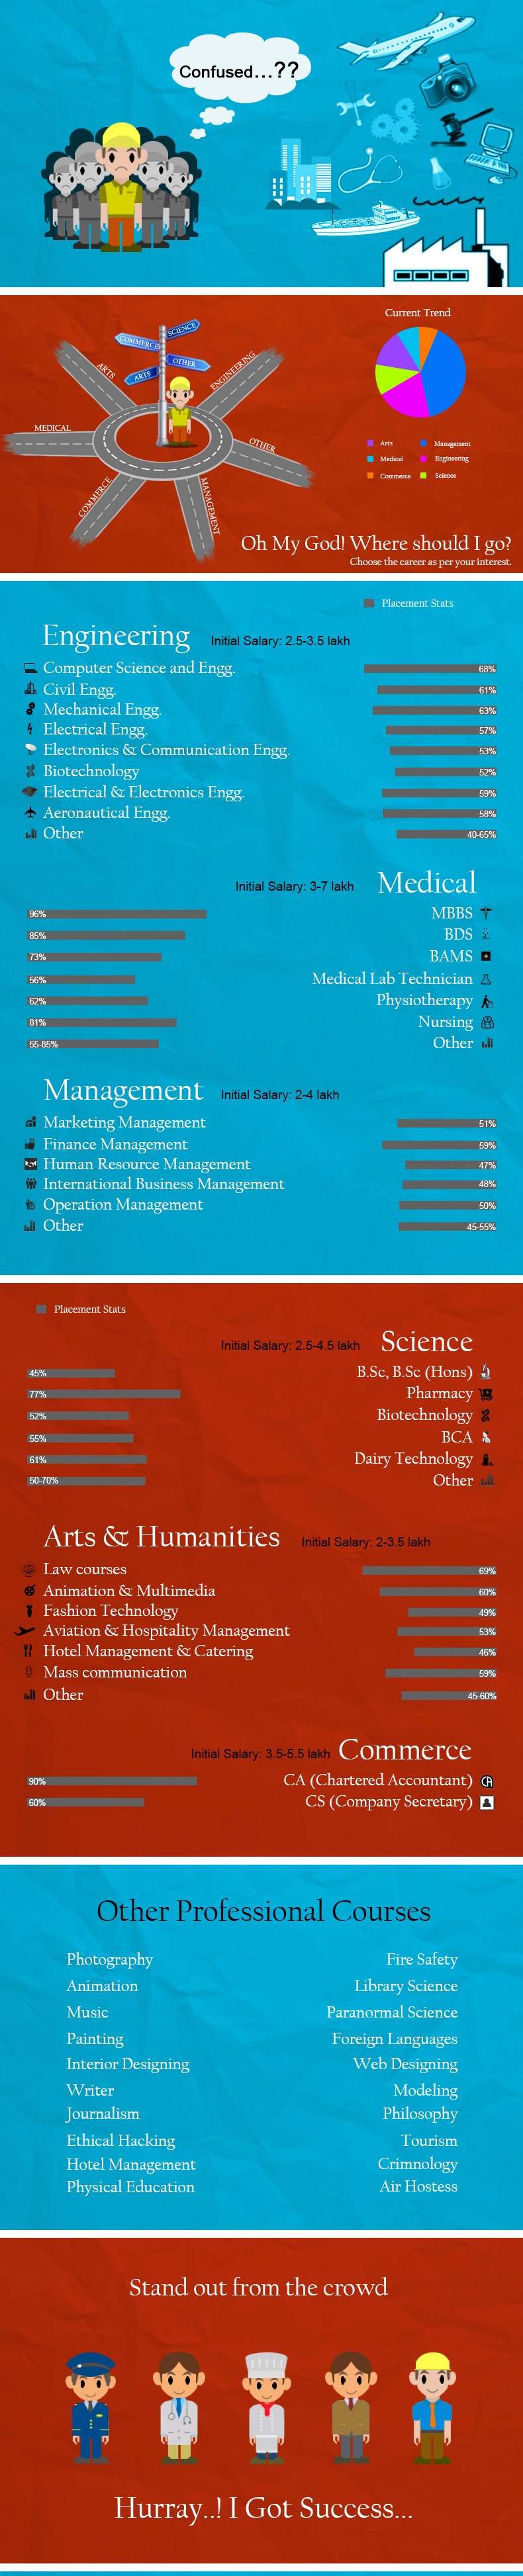 Confused...??
Current Trend
SCIENCE
COMMERCE
OTHER
ARTS
ARTS
ENGINEERING
MEDICAL
OTHER
COMMERCE
MANAGEMENT
Arts
Management
Medical
Engineering
Commerce
Science
Oh My God! Where should I go?
Choose the career as per your interest.
Placement Stats
Engineering Initial Salary: 2.5-3.5 lakh
Computer Science and Engg. 68%
Civil Engg. 61%
Mechanical Engg. 63%
Electrical Engg. 57%
Electronics & Communication Engg. 53%
Biotechnology 52%
Electrical & Electronics Engg. 59%
Aeronautical Engg. 58%
Other 40-65%
Initial Salary: 3-7 lakh Medical
96% MBBS
85% BDS
73% BAMS
56% Medical Lab Technician
62% Physiotherapy
81% Nursing
55-85% Other
Management Initial Salary: 2-4 lakh
Marketing Management 51%
Finance Management 59%
Human Resource Management 47%
International Business Management 48%
Operation Management 50%
Other 45-55%
Placement Stats
Initial Salary: 2.5-4.5 lakh Science
45% B.Sc, B.Sc (Hons)
77% Pharmacy
52% Biotechnology
55% BCA
61% Dairy Technology
50-70% Other
Arts & Humanities Initial Salary: 2-3.5 lakh
Law courses 69%
Animation & Multimedia 60%
Fashion Technology 49%
Aviation & Hospitality Management 53%
Hotel Management & Catering 46%
Mass communication 59%
Other 45-60%
Initial Salary: 3.5-5.5 lakh Commerce
90% CA (Chartered Accountant) CA
60% CS (Company Secretary)
Other Professional Courses
Photography Fire Safety
Animation Library Science
Music Paranormal Science
Painting Foreign Languages
Interior Designing Web Designing
Writer Modeling
Journalism Philosophy
Ethical Hacking Tourism
Hotel Management Crimnology
Physical Education Air Hostess
Stand out from the crowd
Hurray..! I Got Success...